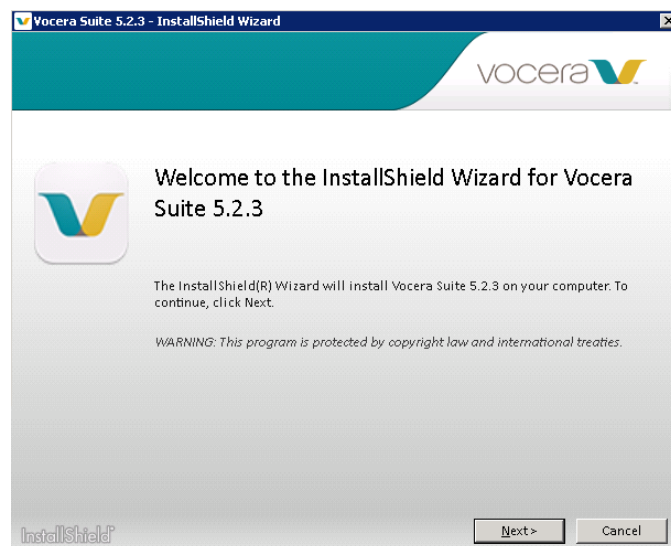 Vocera Suite 5.2.3 - InstallShield Wizard
vocera
Welcome to the InstallShield Wizard for Vocera
Suite 5.2.3
The InstallShield(R) Wizard will install Vocera Suite 5.2.3 on your computer. To
continue, click Next.
WARNING: This program is protected by copyright law and international treaties.
InstallShield
Next >
Cancel